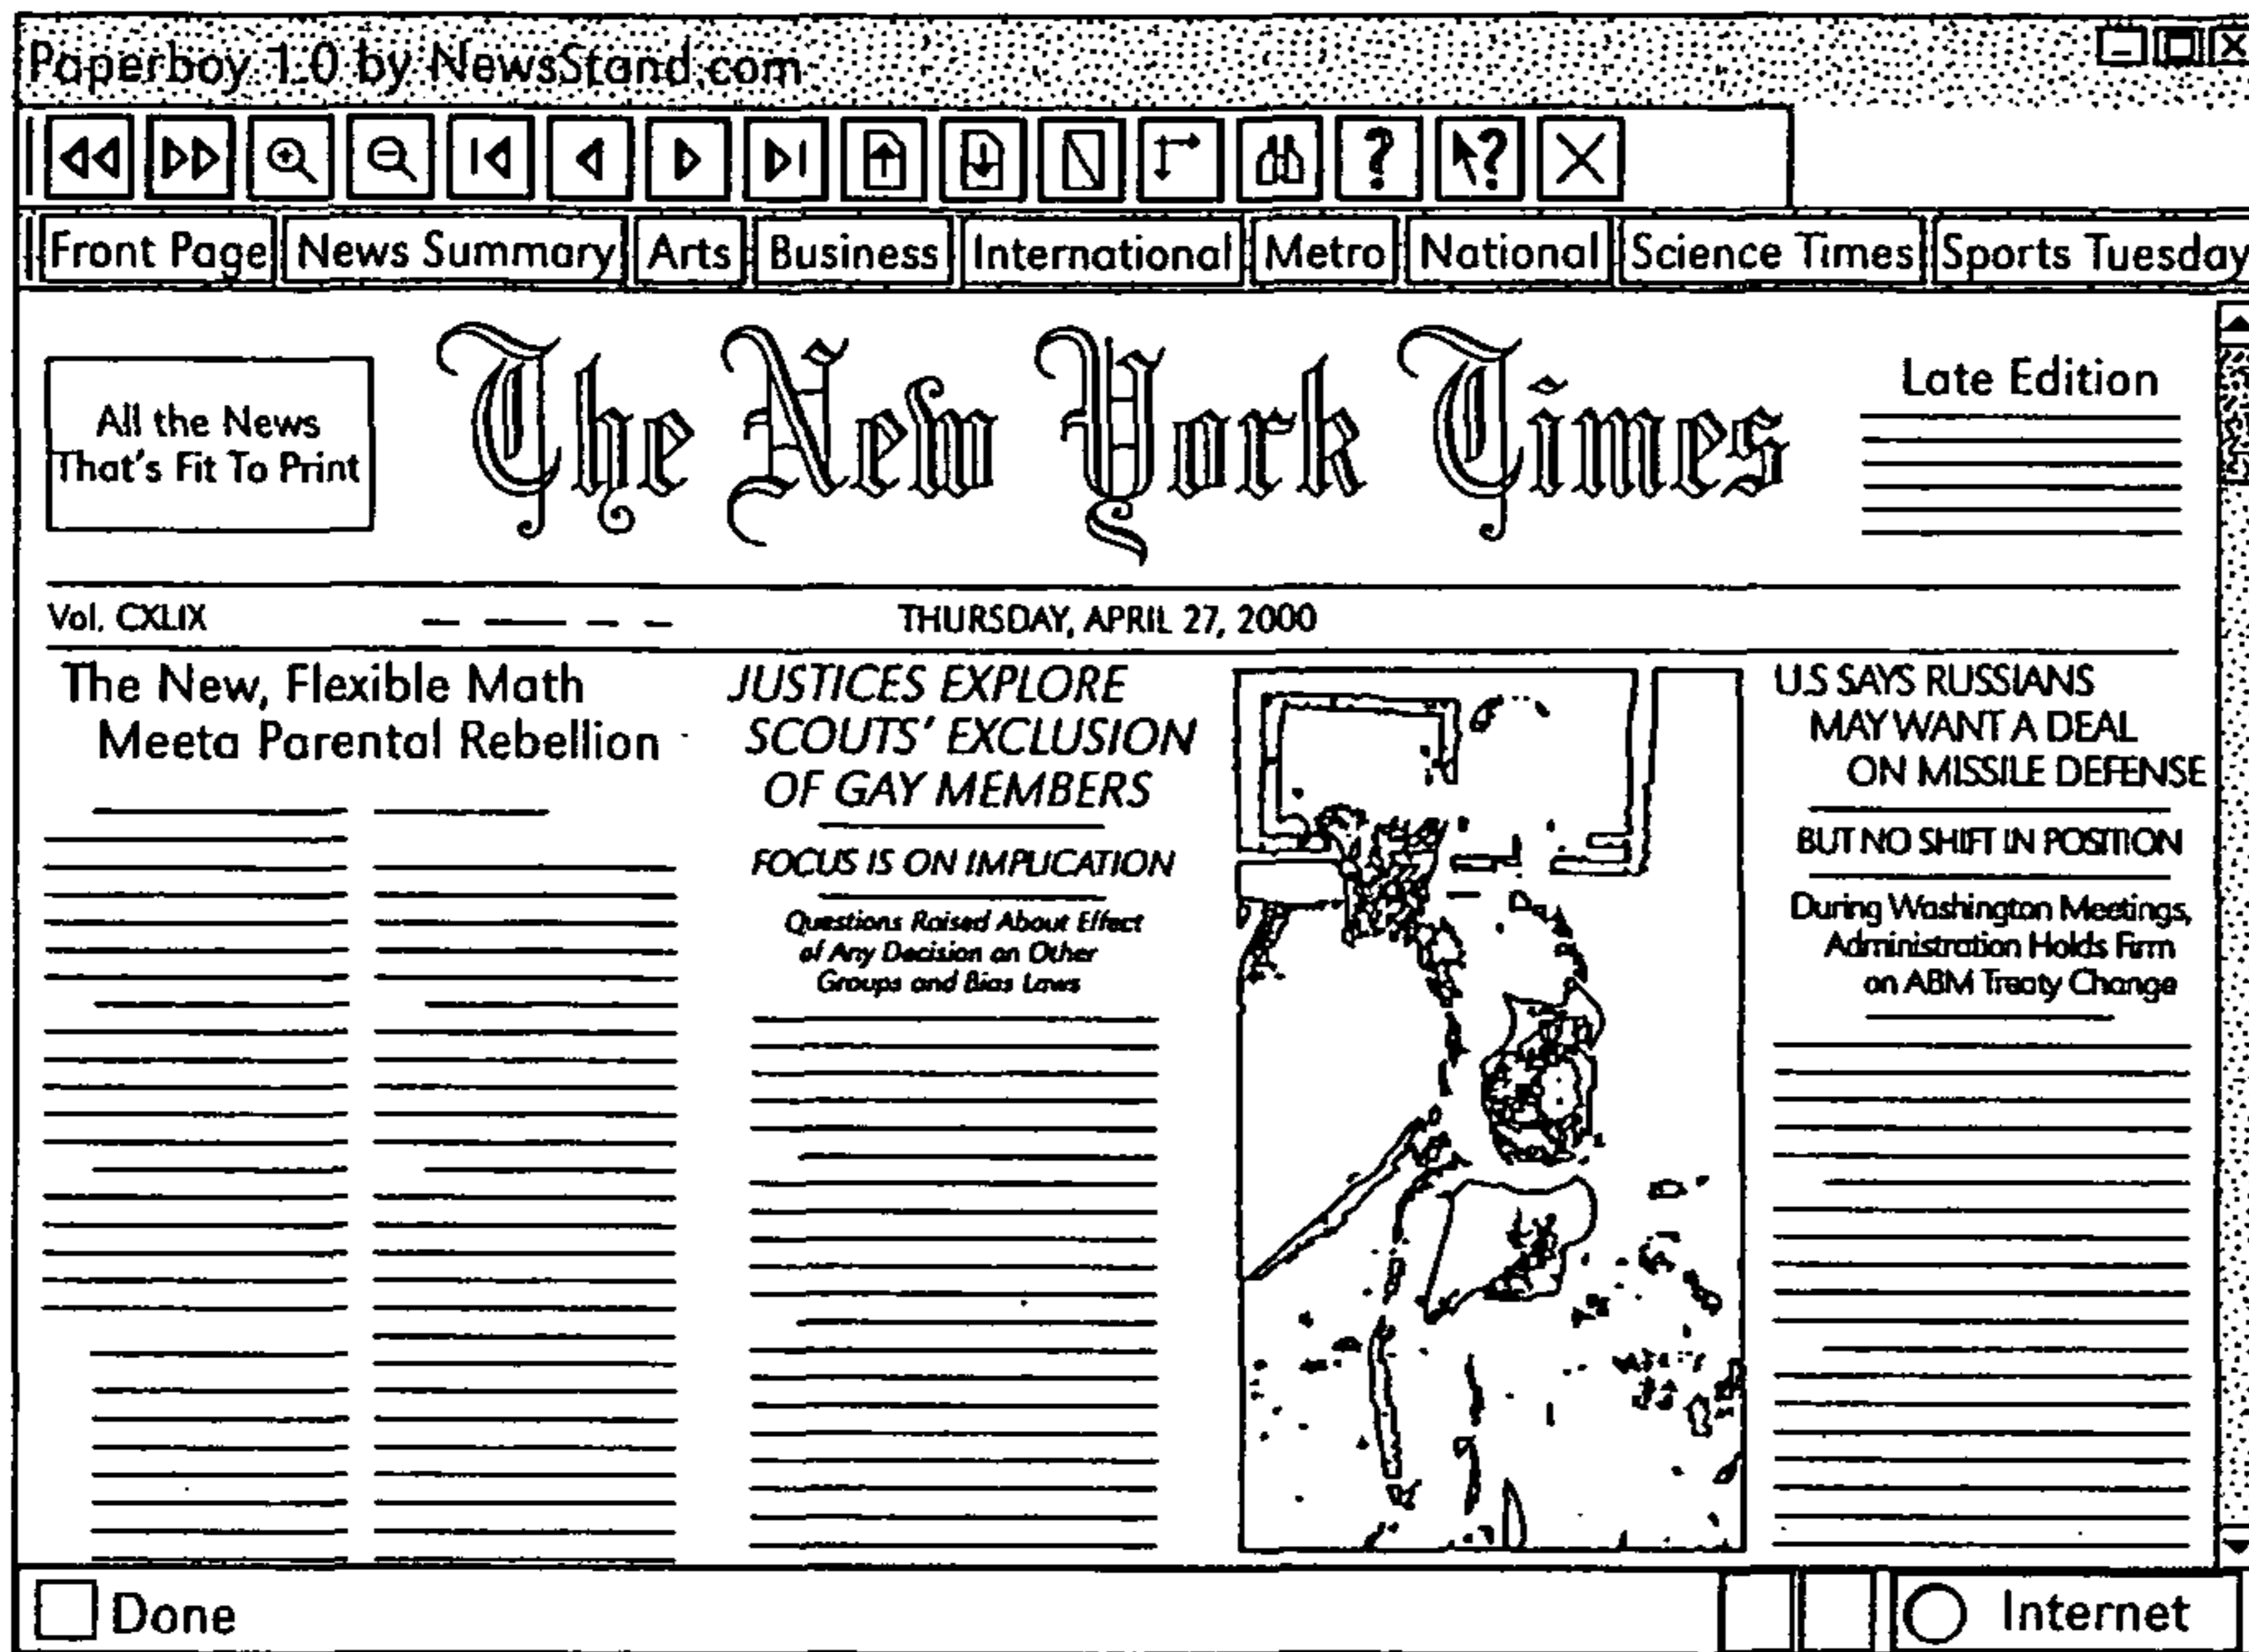 Paperboy 1.0 by NewsStand.com
Front Page News Summary Arts Business International Metro National Science Times Sports Tuesday
All the News
That's Fit To Print
The New York Times
Late Edition
Vol. CXLIX
THURSDAY, APRIL 27, 2000
The New, Flexible Math
Meeta Parental Rebellion
JUSTICES EXPLORE
SCOUTS' EXCLUSION
OF GAY MEMBERS
FOCUS IS ON IMPLICATION
Questions Raised About Effect
of Any Decision on Other
Groups and Bias Laws
U.S SAYS RUSSIANS
MAY WANT A DEAL
ON MISSILE DEFENSE
BUT NO SHIFT IN POSITION
During Washington Meetings,
Administration Holds Firm
on ABM Treaty Change
Done
Internet